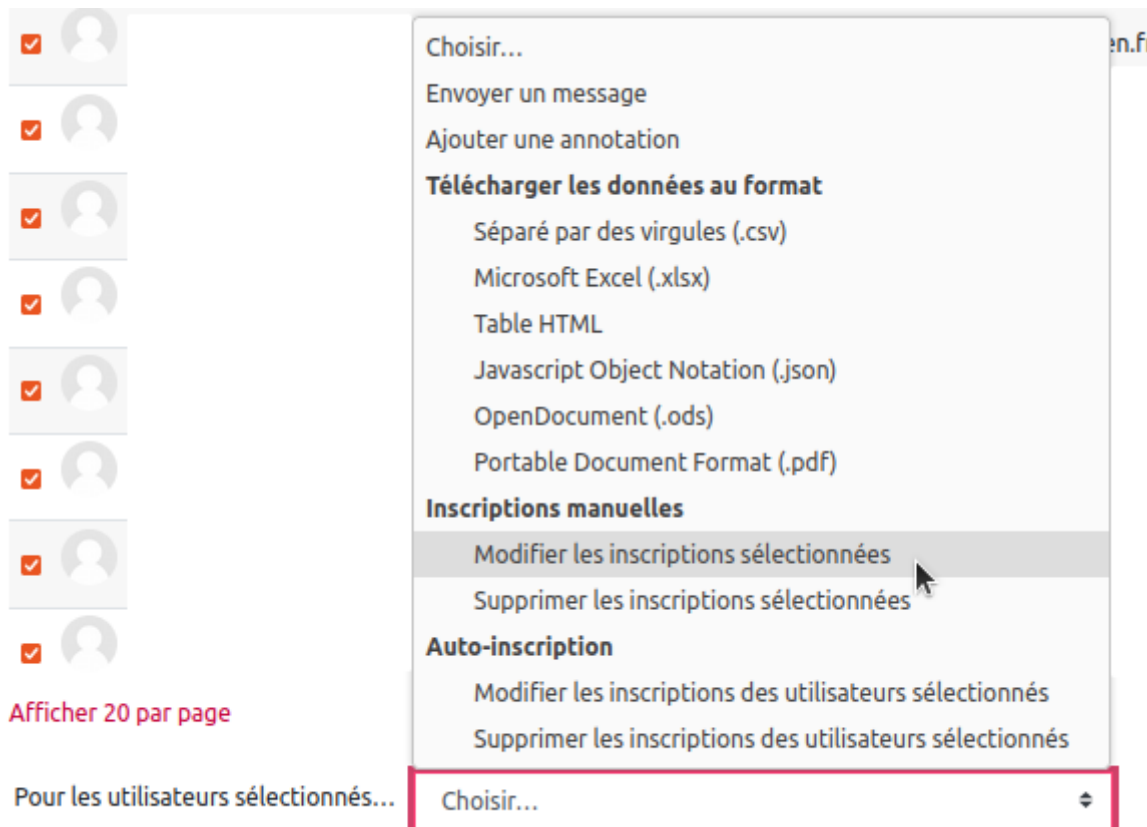 en.f
Choisir...
Envoyer un message
Ajouter une annotation
Télécharger les données au format
Séparé par des virgules (.csv)
Microsoft Excel (.xlsx)
Table HTML
Javascript Object Notation (.json)
OpenDocument (.ods)
Portable Document Format (.pdf)
Inscriptions manuelles
Modifier les inscriptions sélectionnées
Supprimer les inscriptions sélectionnées
Auto-inscription
Modifier les inscriptions des utilisateurs sélectionnés
Supprimer les inscriptions des utilisateurs sélectionnés
Afficher 20 par page
Pour les utilisateurs sélectionnés... Choisir...